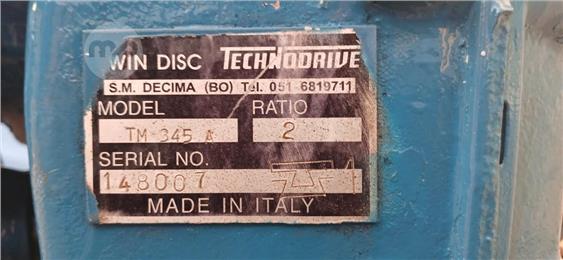 WIN DISC TECHNODRIVE
S.M. DECIMA (BO) Tel. 051-6819711
MODEL RATIO
TM 345 A 2
SERIAL NO.
148007 1
MADE IN ITALY